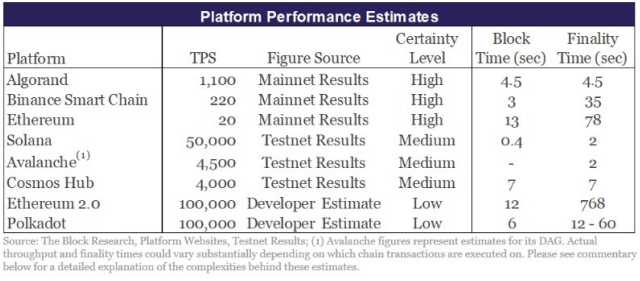 Platform Performance Estimates
Certainty Block Finality
Platform TPS Figure Source Level Time (sec) Time (sec)
Algorand 1,100 Mainnet Results High 4.5 4.5
Binance Smart Chain 220 Mainnet Results High 3 35
Ethereum 20 Mainnet Results High 13 78
Solana 50,000 Testnet Results Medium 0.4 2
Avalanche(1) 4,500 Testnet Results Medium - 2
Cosmos Hub 4,000 Testnet Results Medium 7 7
Ethereum 2.0 100,000 Developer Estimate Low 12 768
Polkadot 100,000 Developer Estimate Low 6 12 - 60
Source: The Block Research, Platform Websites, Testnet Results; (1) Avalanche figures represent estimates for its DAG. Actual
throughput and finality times could vary substantially depending on which chain transactions are executed on. Please see commentary
below for a detailed explanation of the complexities behind these estimates.